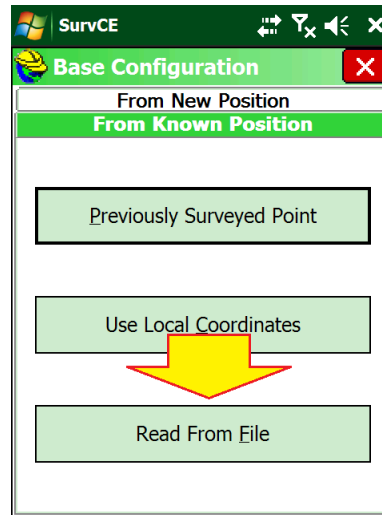 SurvCE
Base Configuration
From New Position
From Known Position
Previously Surveyed Point
Use Local Coordinates
Read From File